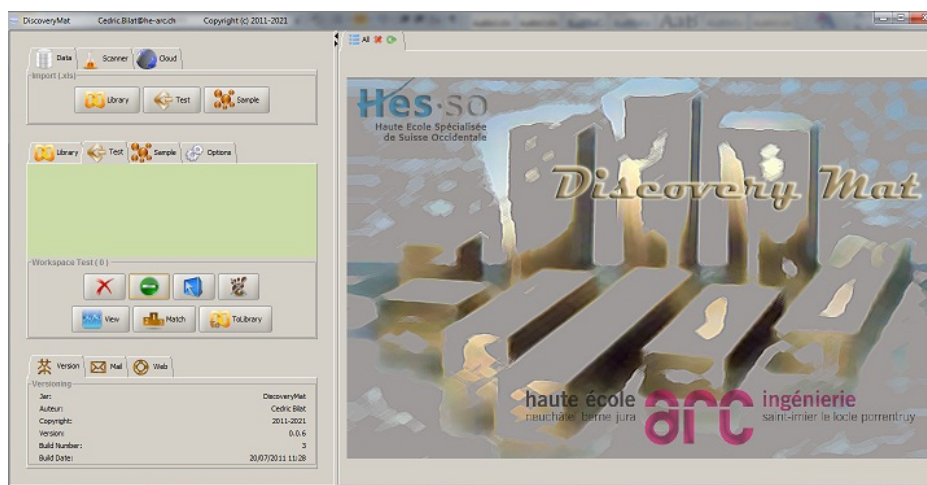 DiscoveryMat Cedric.Bilat@he-arc.ch Copyright (c) 2011-2021
Data Scanner Cloud
Import (.xls)
Library Test Sample
Library Test Sample Options
Workspace Test ( 0 )
View Match ToLibrary
Version Mail Web
Versioning
Jar: DiscoveryMat
Auteur: Cedric Bilat
Copyright: 2011-2021
Version: 0.0.6
Build Number: 3
Build Date: 20/07/2011 11:28
All
Hes·so
Haute Ecole Spécialisée
de Suisse Occidentale
Discovery Mat
haute école arc ingénierie
neuchâtel berne jura saint-imier le locle porrentruy